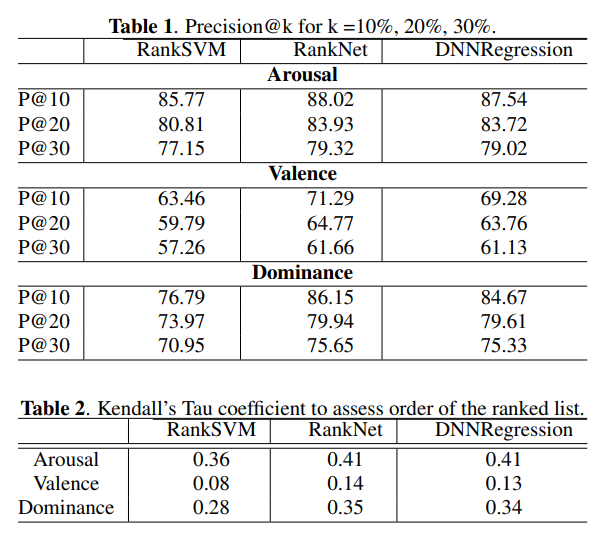 Table 1. Precision@k for k =10%, 20%, 30%.
RankSVM RankNet DNNRegression
Arousal
P@10 85.77 88.02 87.54
P@20 80.81 83.93 83.72
P@30 77.15 79.32 79.02
Valence
P@10 63.46 71.29 69.28
P@20 59.79 64.77 63.76
P@30 57.26 61.66 61.13
Dominance
P@10 76.79 86.15 84.67
P@20 73.97 79.94 79.61
P@30 70.95 75.65 75.33
Table 2. Kendall's Tau coefficient to assess order of the ranked list.
RankSVM RankNet DNNRegression
Arousal 0.36 0.41 0.41
Valence 0.08 0.14 0.13
Dominance 0.28 0.35 0.34